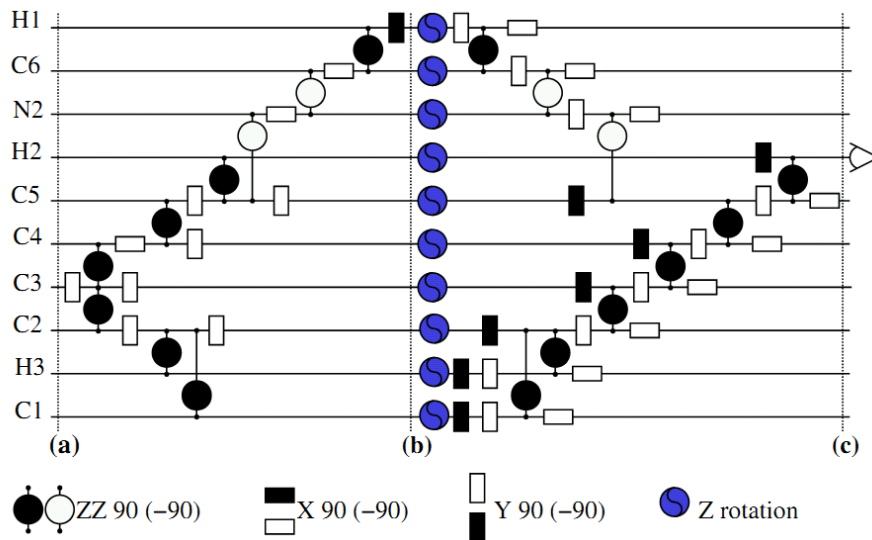 H1
C6
N2
H2
C5
C4
C3
C2
H3
C1
(a) (b) (c)
ZZ 90 (−90) X 90 (−90) Y 90 (−90) Z rotation